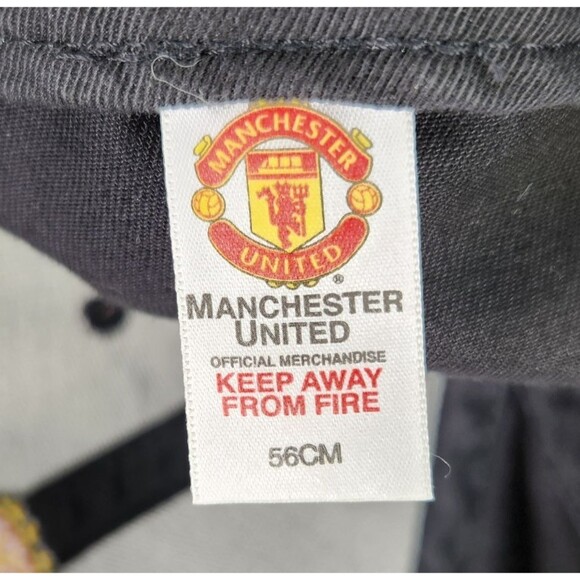 MANCHESTER
UNITED
®
MANCHESTER
UNITED
OFFICIAL MERCHANDISE
KEEP AWAY
FROM FIRE
56CM